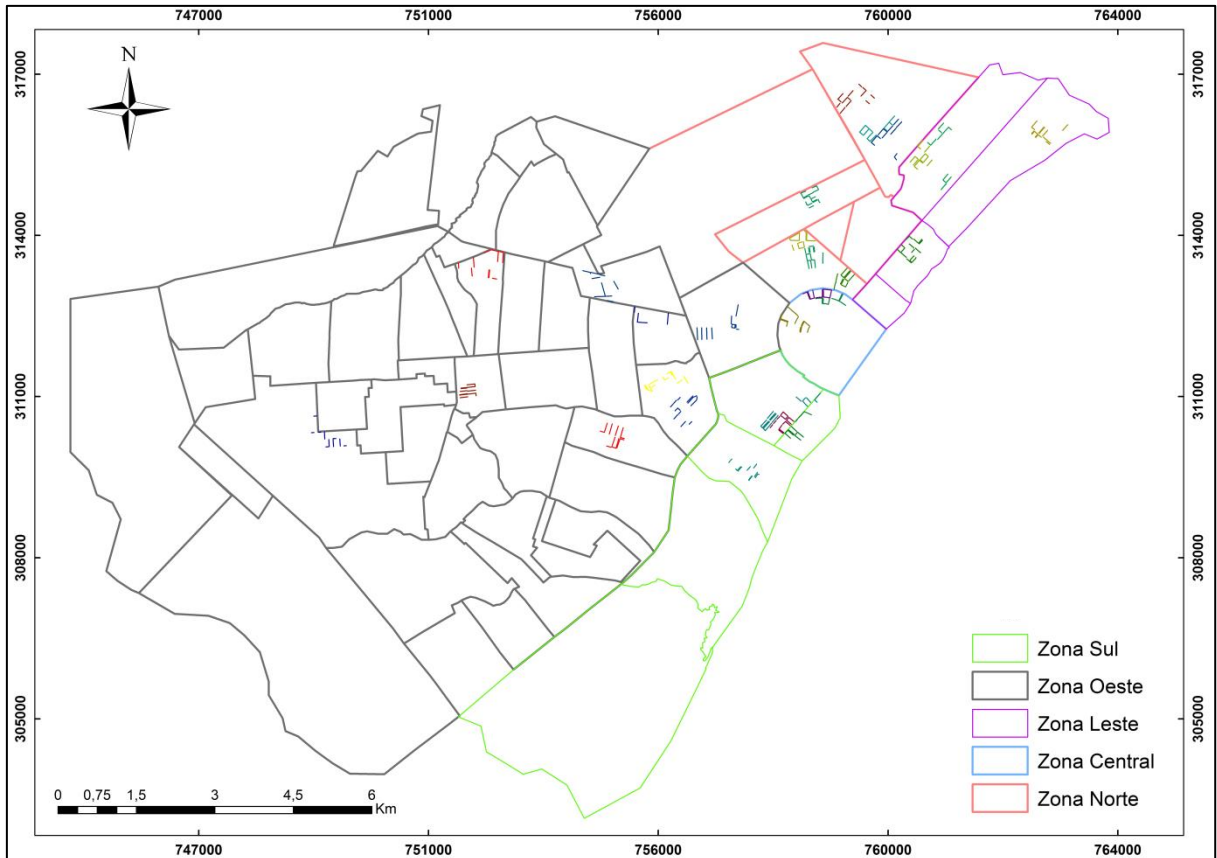 747000 751000 756000 760000 764000
N
317000 317000
314000 314000
311000 311000
308000 308000
305000 305000
Zona Sul
Zona Oeste
Zona Leste
Zona Central
Zona Norte
0 0,75 1,5 3 4,5 6
Km
747000 751000 756000 760000 764000